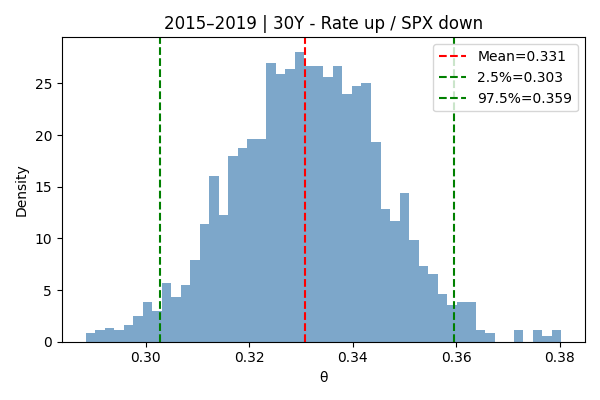 2015–2019 | 30Y - Rate up / SPX down
Mean=0.331
2.5%=0.303
97.5%=0.359
Density
25
20
15
10
5
0
0.30 0.32 0.34 0.36 0.38
θ